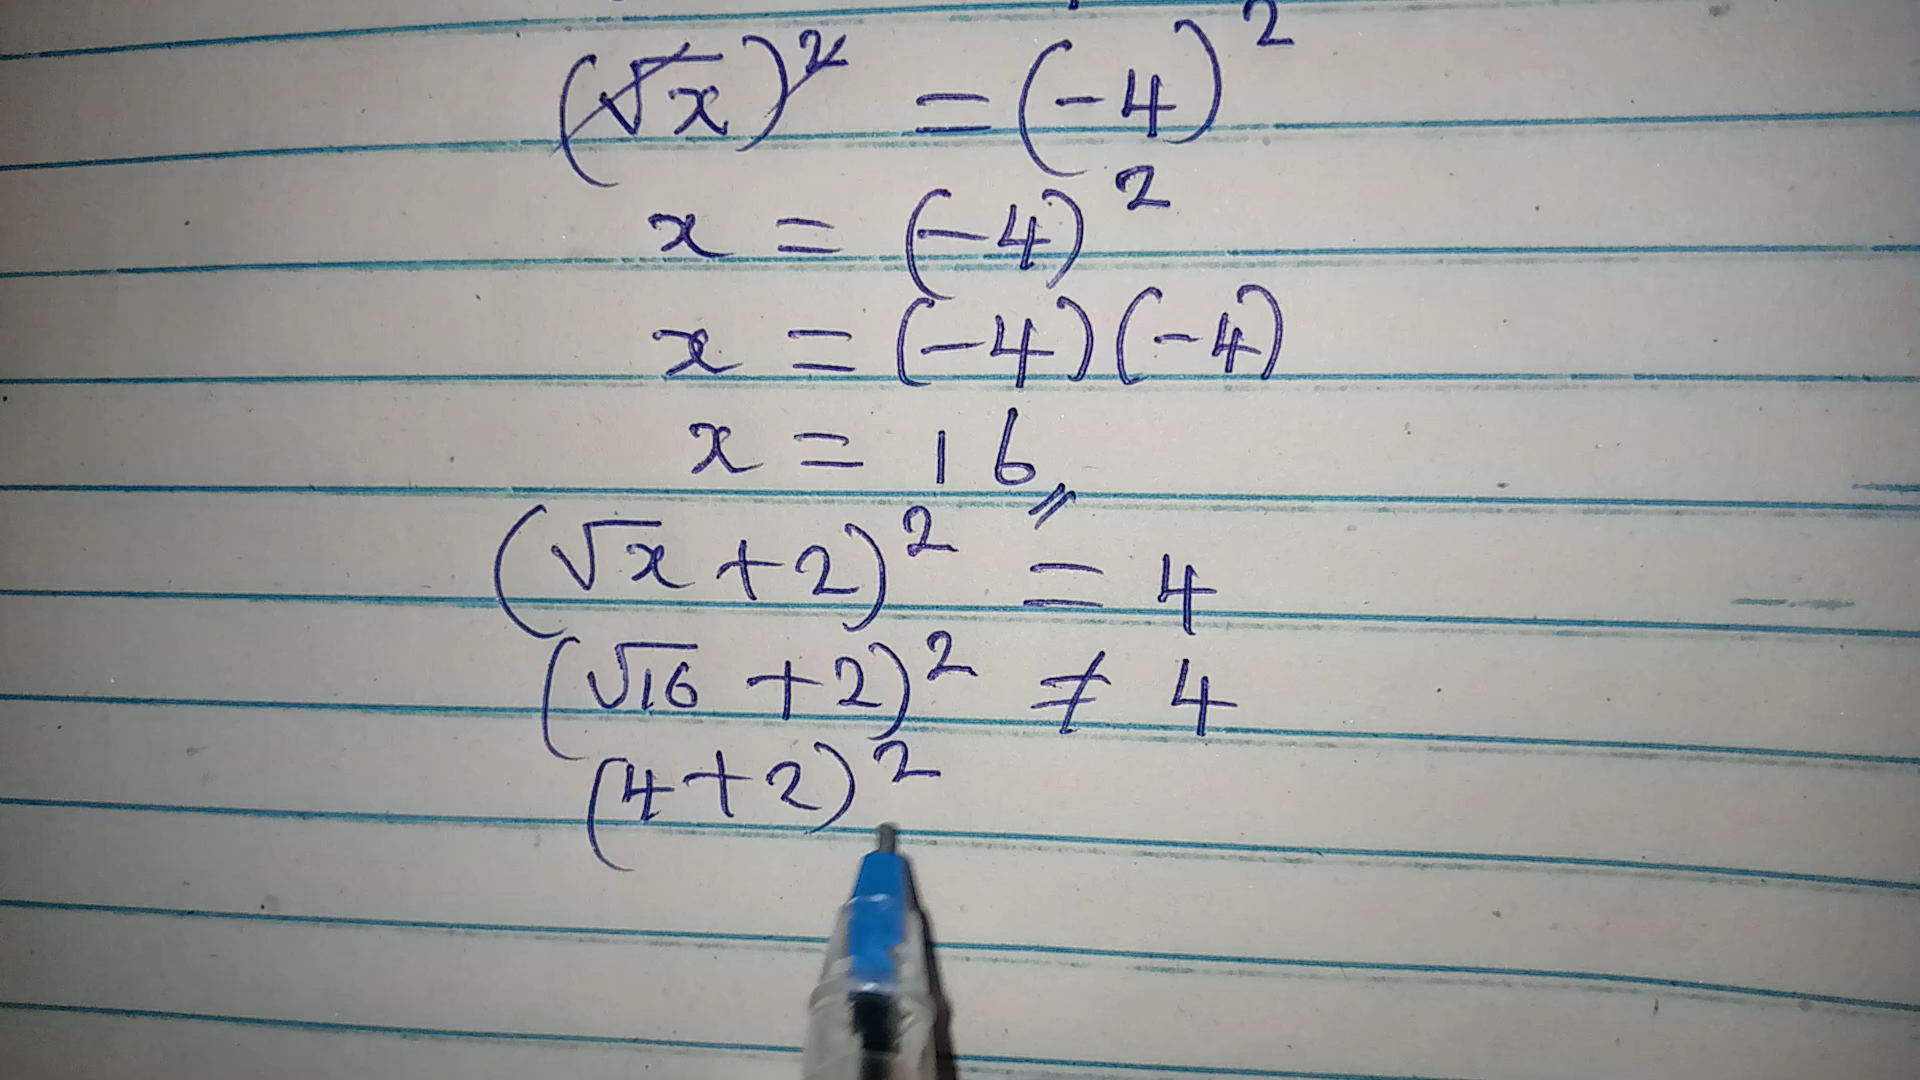 (√x)² = (-4)²
x = (-4)²
x = (-4)(-4)
x = 16
(√x + 2)² = 4
(√16 + 2)² ≠ 4
(4+2)²